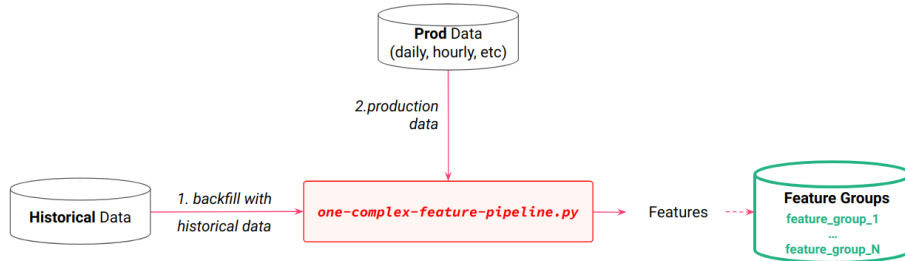 Prod Data
(daily, hourly, etc)
2.production
data
Historical Data
1. backfill with
historical data
one-complex-feature-pipeline.py
Features
Feature Groups
feature_group_1
...
feature_group_N